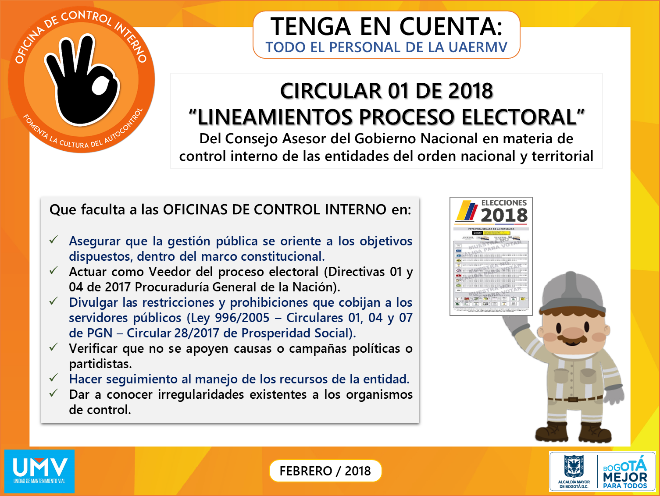 OFICINA DE CONTROL INTERNO
FOMENTA LA CULTURA DEL AUTOCONTROL
TENGA EN CUENTA:
TODO EL PERSONAL DE LA UAERMV
CIRCULAR 01 DE 2018
“LINEAMIENTOS PROCESO ELECTORAL”
Del Consejo Asesor del Gobierno Nacional en materia de
control interno de las entidades del orden nacional y territorial
Que faculta a las OFICINAS DE CONTROL INTERNO en:
✓ Asegurar que la gestión pública se oriente a los objetivos
dispuestos, dentro del marco constitucional.
✓ Actuar como Veedor del proceso electoral (Directivas 01 y
04 de 2017 Procuraduría General de la Nación).
✓ Divulgar las restricciones y prohibiciones que cobijan a los
servidores públicos (Ley 996/2005 – Circulares 01, 04 y 07
de PGN – Circular 28/2017 de Prosperidad Social).
✓ Verificar que no se apoyen causas o campañas políticas o
partidistas.
✓ Hacer seguimiento al manejo de los recursos de la entidad.
✓ Dar a conocer irregularidades existentes a los organismos
de control.
ELECCIONES
2018
UMV
FEBRERO / 2018
ALCALDÍA MAYOR
DE BOGOTÁ D.C.
BOGOTÁ
MEJOR
PARA TODOS